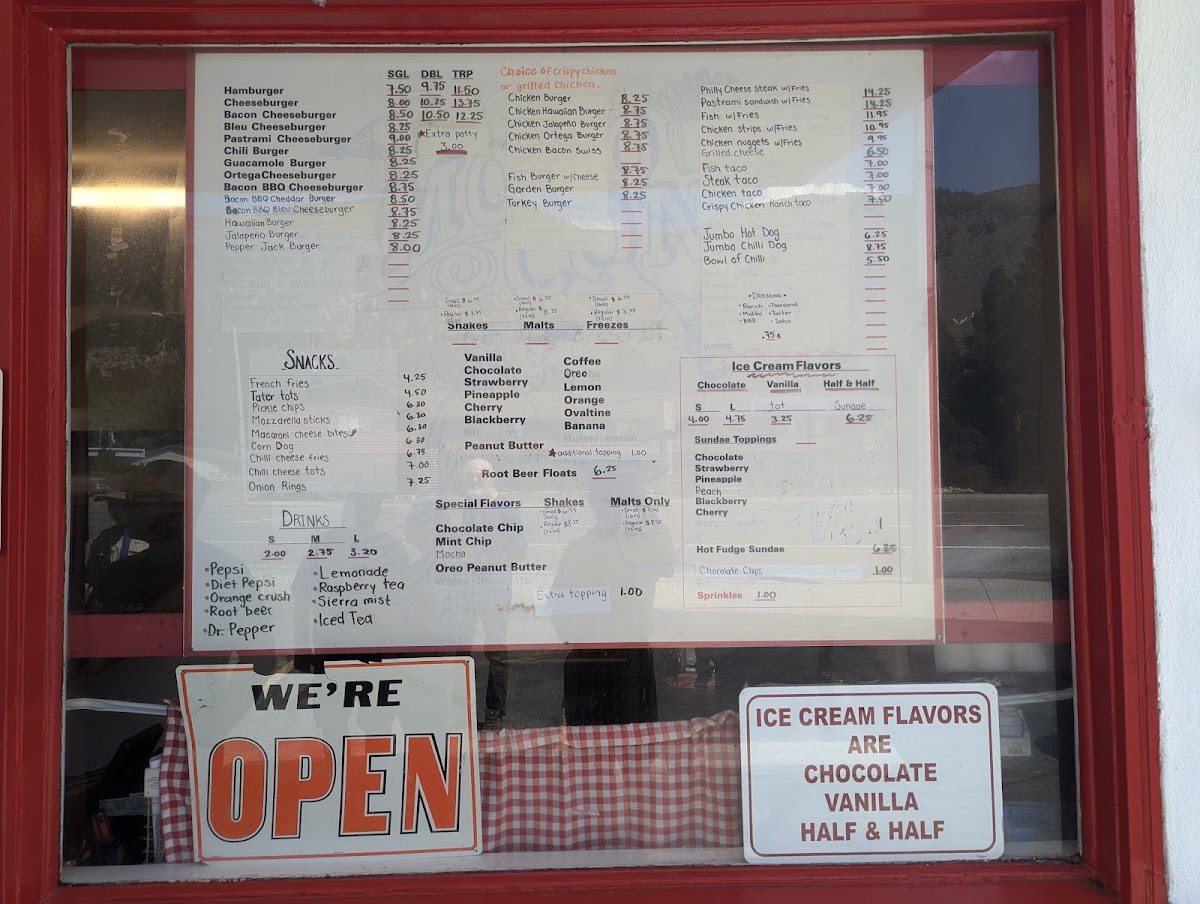 SGL DBL TRP
Hamburger 7.50 9.75 11.50
Cheeseburger 8.00 10.25 13.75
Bacon Cheeseburger 8.50 10.50 12.25
Bleu Cheeseburger 8.25
Pastrami Cheeseburger 9.00
Chili Burger 8.25
Guacamole Burger 8.25
Ortega Cheeseburger 8.25
Bacon BBQ Cheeseburger 8.75
Bacon BBQ Cheddar Burger 8.50
Bacon BBQ Bleu Cheeseburger 8.75
Hawaiian Burger 8.25
Jalapeño Burger 8.25
Pepper Jack Burger 8.00
★Extra patty
3.00
Choice of crispy chicken
or grilled chicken.
Chicken Burger 8.25
Chicken Hawaiian Burger 8.75
Chicken Jalapeño Burger 8.75
Chicken Ortega Burger 8.75
Chicken Bacon Swiss 8.75
Fish Burger w/cheese 8.75
Garden Burger 8.25
Turkey Burger 8.25
Philly Cheese steak w/Fries 14.25
Pastrami sandwish w/Fries 14.25
Fish w/Fries 11.95
Chicken strips w/Fries 10.95
Chicken nuggets w/Fries 9.95
Grilled cheese 6.50
Fish taco 7.00
Steak taco 7.00
Chicken taco 7.00
Crispy Chicken Ranch taco 7.50
Jumbo Hot Dog 6.25
Jumbo Chilli Dog 8.75
Bowl of Chilli 5.50
•Dressing•
•Ranch •Thousand
•Malibu •Tarter
•BBQ •Salsa
.75¢
SNACKS
French fries 4.25
Tater tots 4.50
Pickle chips 6.30
Mozzarella sticks 6.30
Macaroni cheese bites 6.30
Corn Dog 6.30
Chilli cheese fries 6.75
Chilli cheese tots 7.00
Onion Rings 7.25
DRINKS
S M L
2.00 2.75 3.20
•Pepsi
•Diet Pepsi
•Orange crush
•Root beer
•Dr. Pepper
•Lemonade
•Raspberry tea
•Sierra mist
•Iced Tea
Shakes Malts Freezes
Vanilla
Chocolate
Strawberry
Pineapple
Cherry
Blackberry
Peanut Butter
Coffee
Oreo
Lemon
Orange
Ovaltine
Banana
★additional topping 1.00
Root Beer Floats 6.25
Special Flavors Shakes Malts Only
Chocolate Chip
Mint Chip
Mocha
Oreo Peanut Butter
Extra topping 1.00
Ice Cream Flavors
Chocolate Vanilla Half & Half
S L tot Sundae
4.00 4.75 3.25 6.25
Sundae Toppings
Chocolate
Strawberry
Pineapple
Peach
Blackberry
Cherry
Hot Fudge Sundae 6.85
Chocolate Chips 1.00
Sprinkles 1.00
WE'RE
OPEN
ICE CREAM FLAVORS
ARE
CHOCOLATE
VANILLA
HALF & HALF